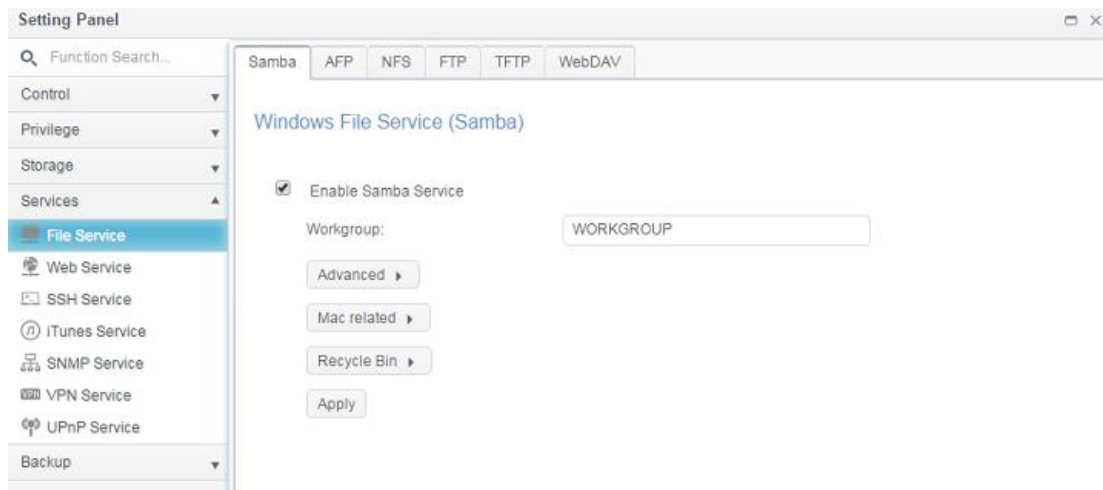 Setting Panel
Function Search...
Control
Privilege
Storage
Services
File Service
Web Service
SSH Service
iTunes Service
SNMP Service
VPN Service
UPnP Service
Backup
Samba AFP NFS FTP TFTP WebDAV
Windows File Service (Samba)
Enable Samba Service
Workgroup: WORKGROUP
Advanced
Mac related
Recycle Bin
Apply